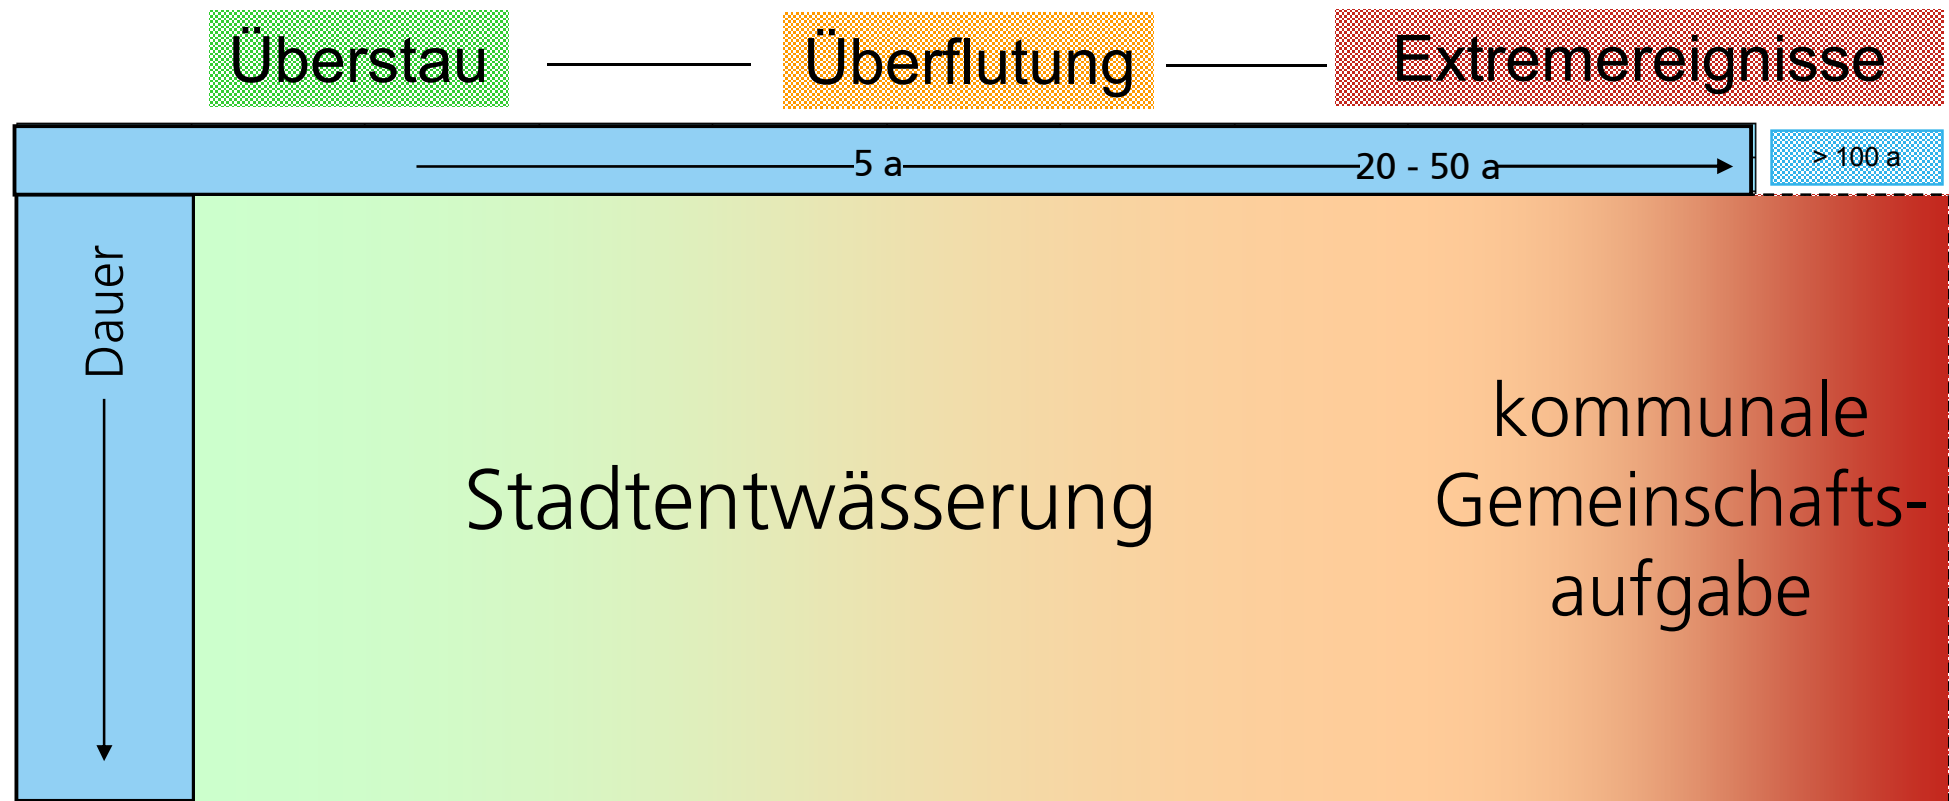 Überstau
Überflutung
Extremereignisse
5 a
20 - 50 a
> 100 a
Dauer
Stadtentwässerung
kommunale
Gemeinschafts-
aufgabe